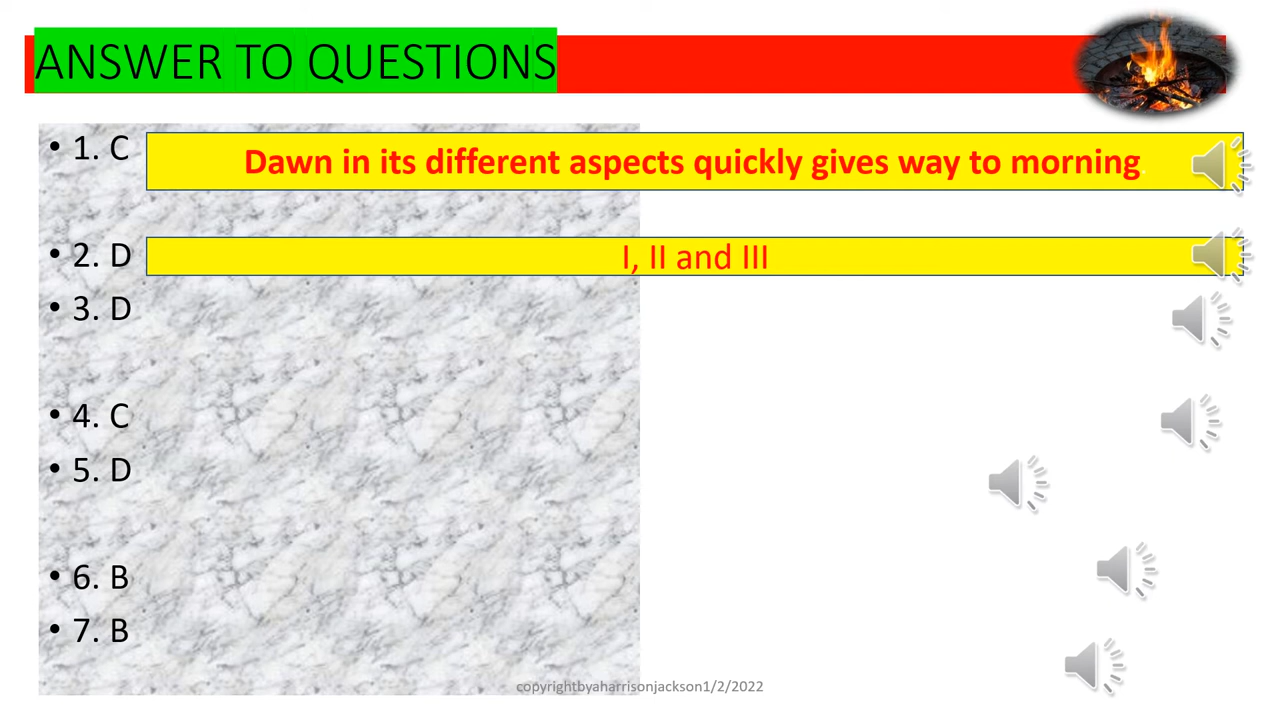 ANSWER TO QUESTIONS
• 1. C
Dawn in its different aspects quickly gives way to morning.
• 2. D
I, II and III
• 3. D
• 4. C
• 5. D
• 6. B
• 7. B
copyrightbyaharrisonjackson1/2/2022